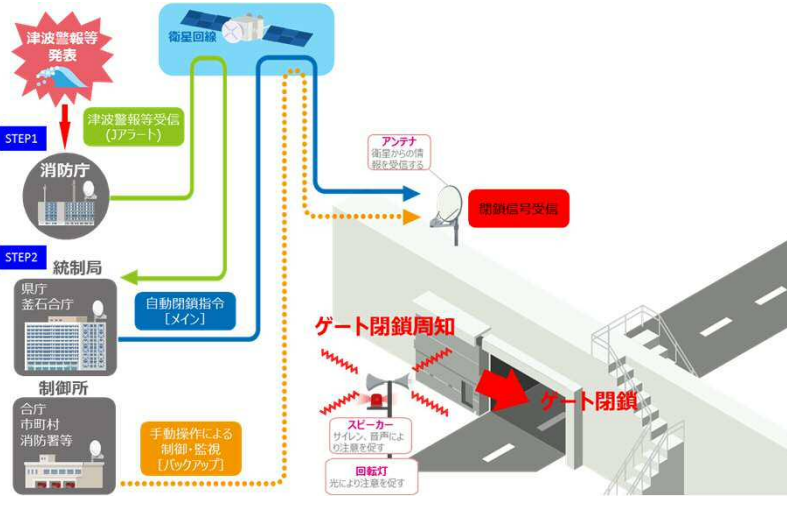 津波警報等
発表
衛星回線
津波警報等受信
(Jアラート)
STEP1
消防庁
STEP2
統制局
県庁
釜石合庁
自動閉鎖指令
[メイン]
制御所
合庁
市町村
消防署等
手動操作による
制御・監視
[バックアップ]
アンテナ
衛星からの情
報を受信する
閉鎖信号受信
ゲート閉鎖周知
ゲート閉鎖
スピーカー
サイレン、音声によ
り注意を促す
回転灯
光により注意を促す